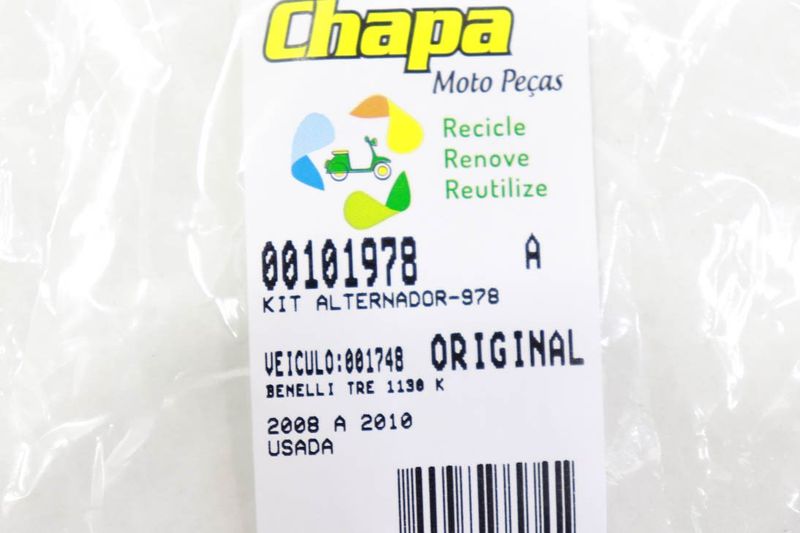 Chapa
Moto Peças
Recicle
Renove
Reutilize
00101978 A
KIT ALTERNADOR-978
VEICULO:001748 ORIGINAL
BENELLI TRE 1130 K
2008 A 2010
USADA